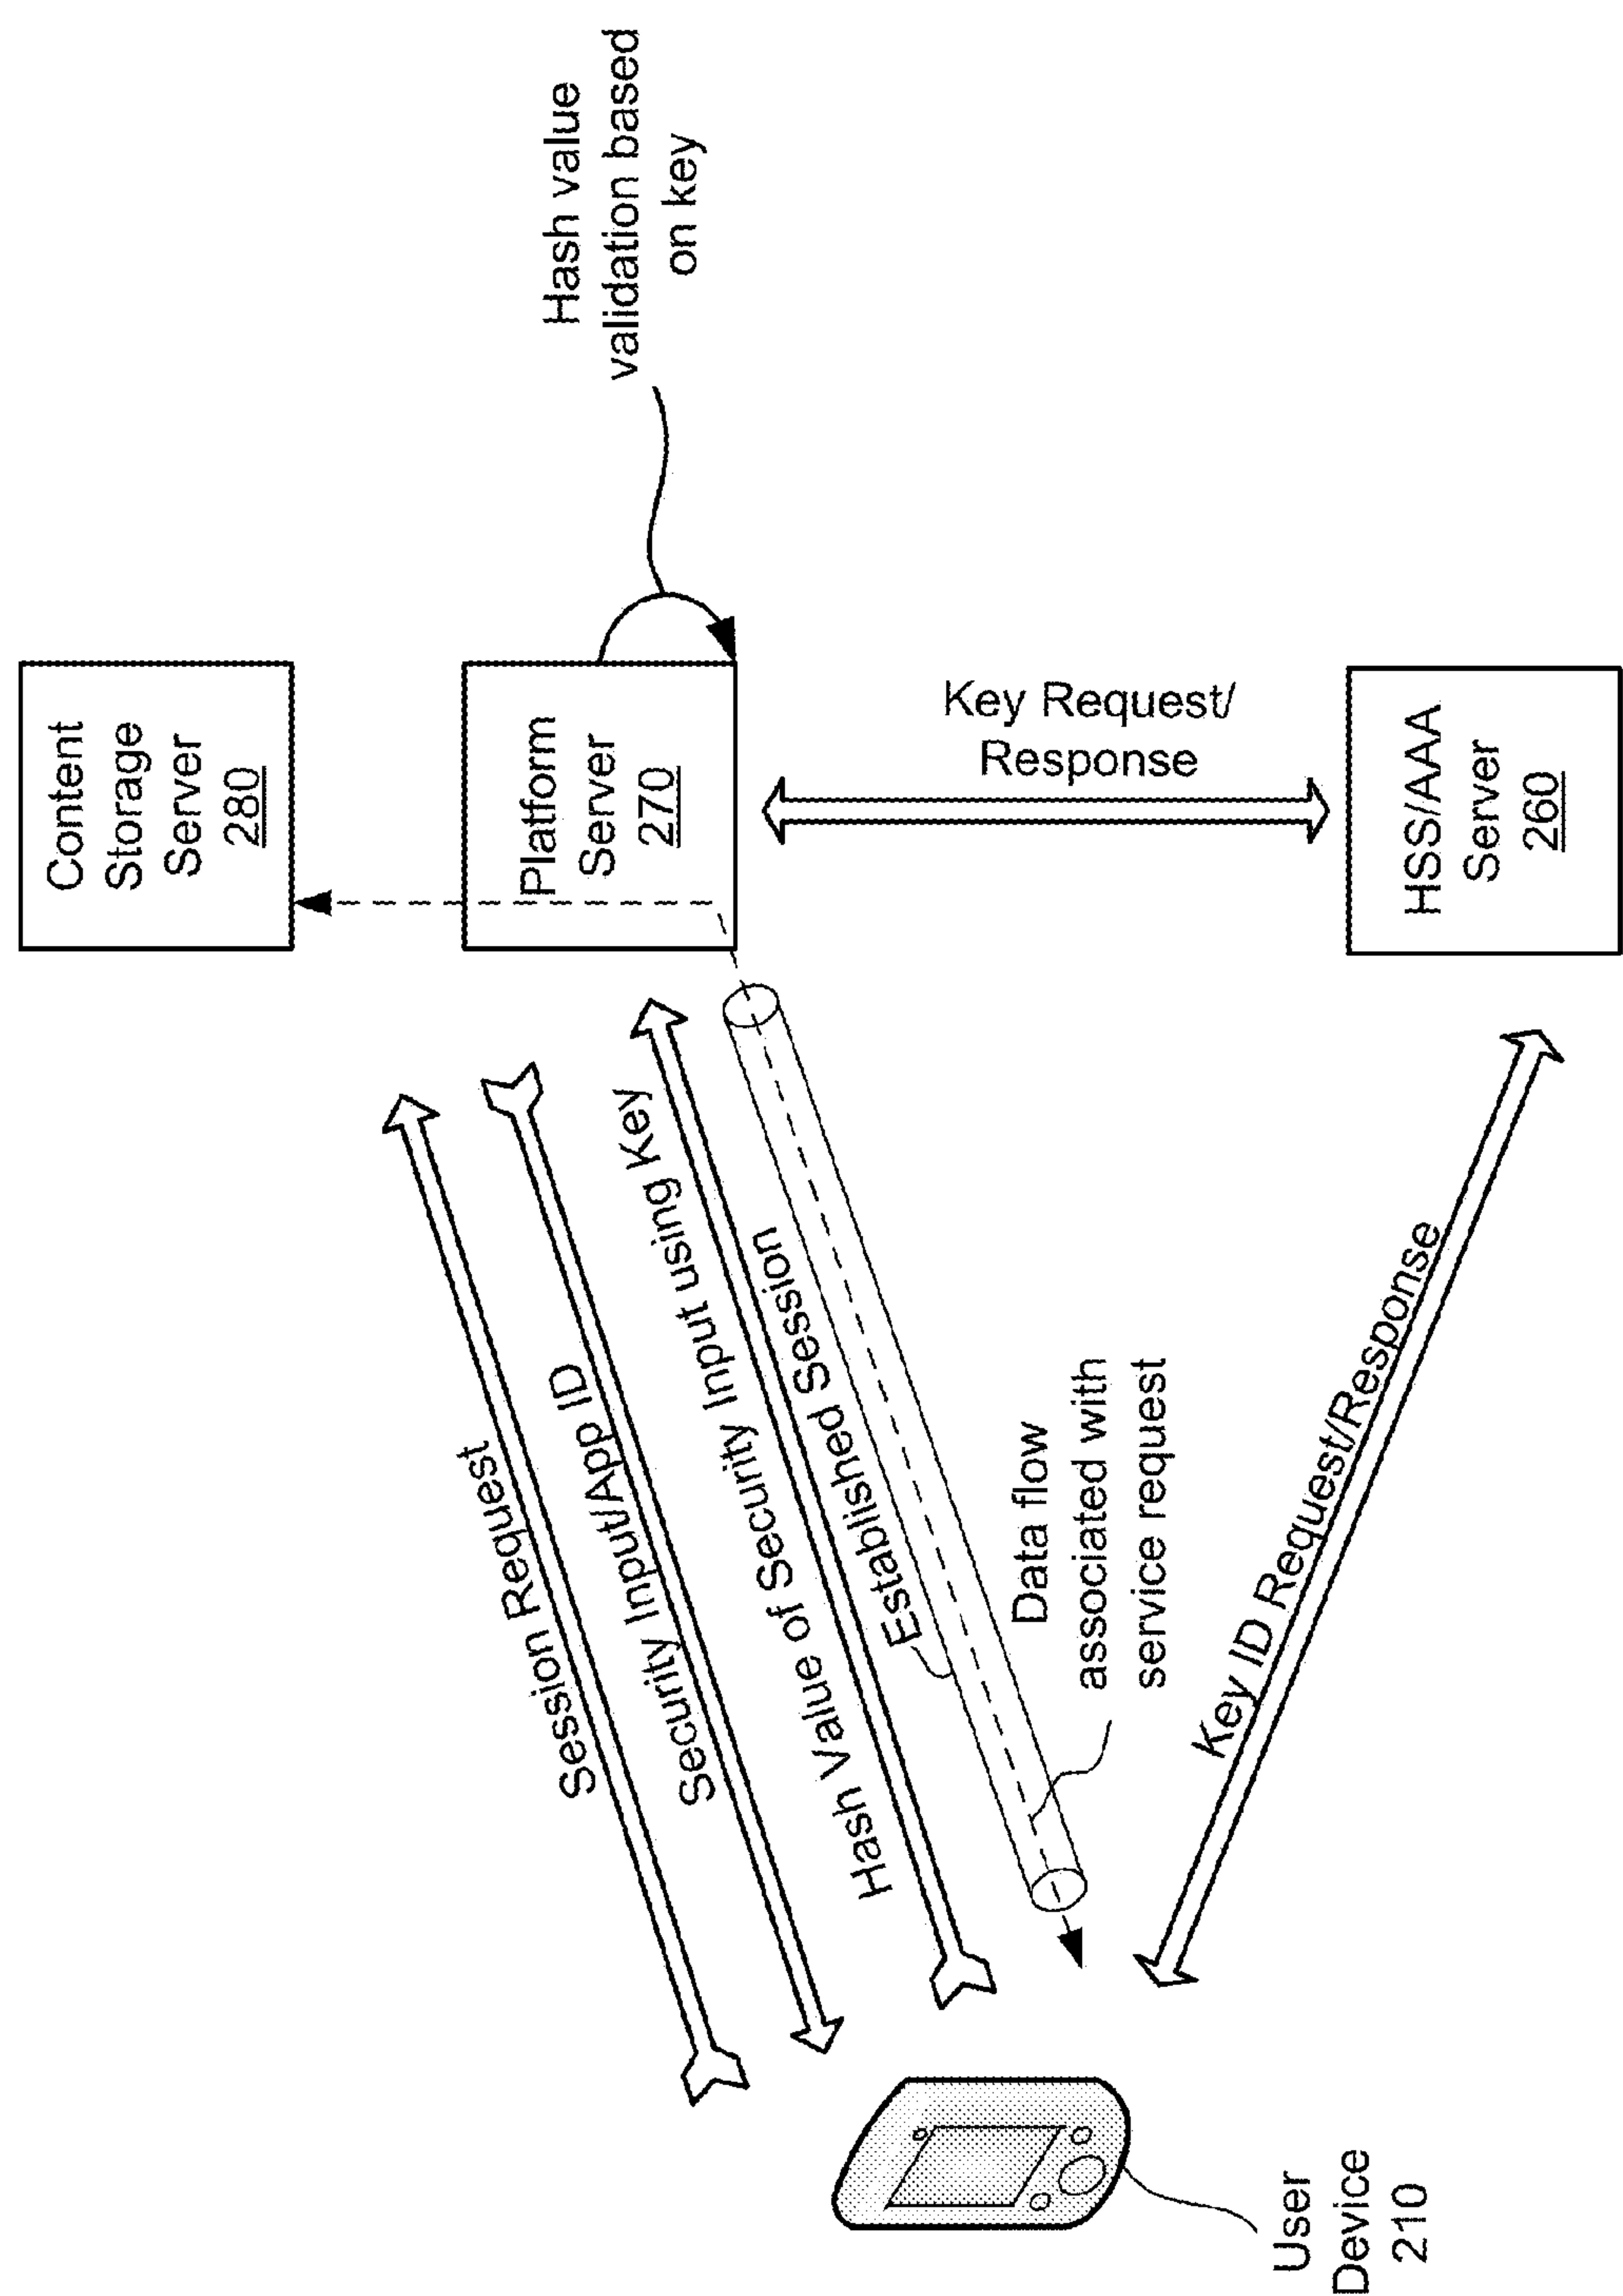 Content
Storage
Server
280
Hash value
validation based
on key
Platform
Server
270
Session Request
Security Input/App ID
Hash Value of Security Input using Key
Established Session
Data flow
associated with
service request
Key Request/
Response
Key ID Request/Response
User
Device
210
HSS/AAA
Server
260